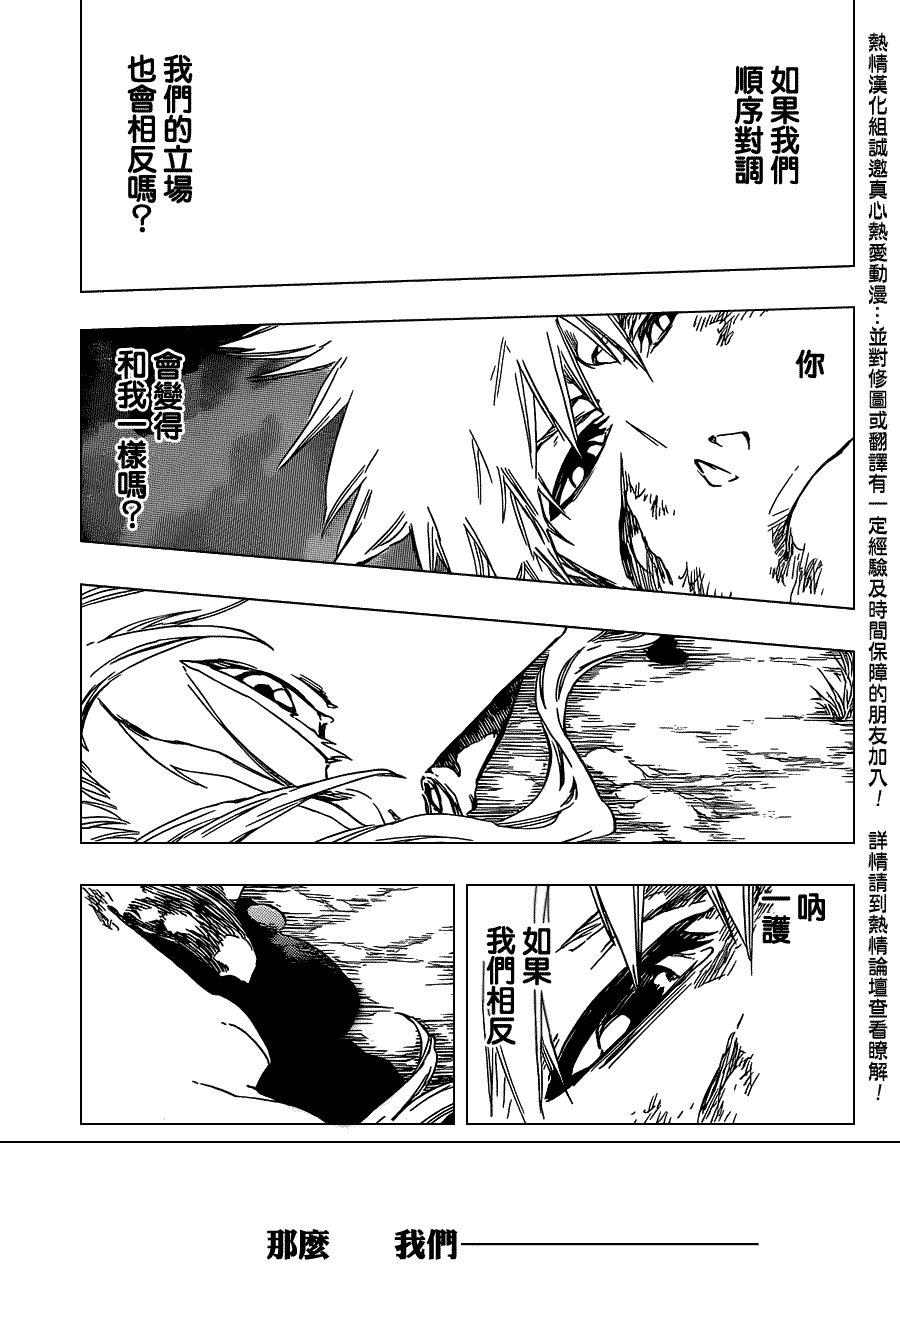 熱情漢化組誠邀真心熱愛動漫…並對修圖或翻譯有一定經驗及時間保障的朋友加入！ 詳情請到熱情論壇查看瞭解！
如果我們
順序對調
我們的立場
也會相反嗎？
你
會變得
和我一樣嗎？
吶
一護
如果
我們相反
那麼 我們——